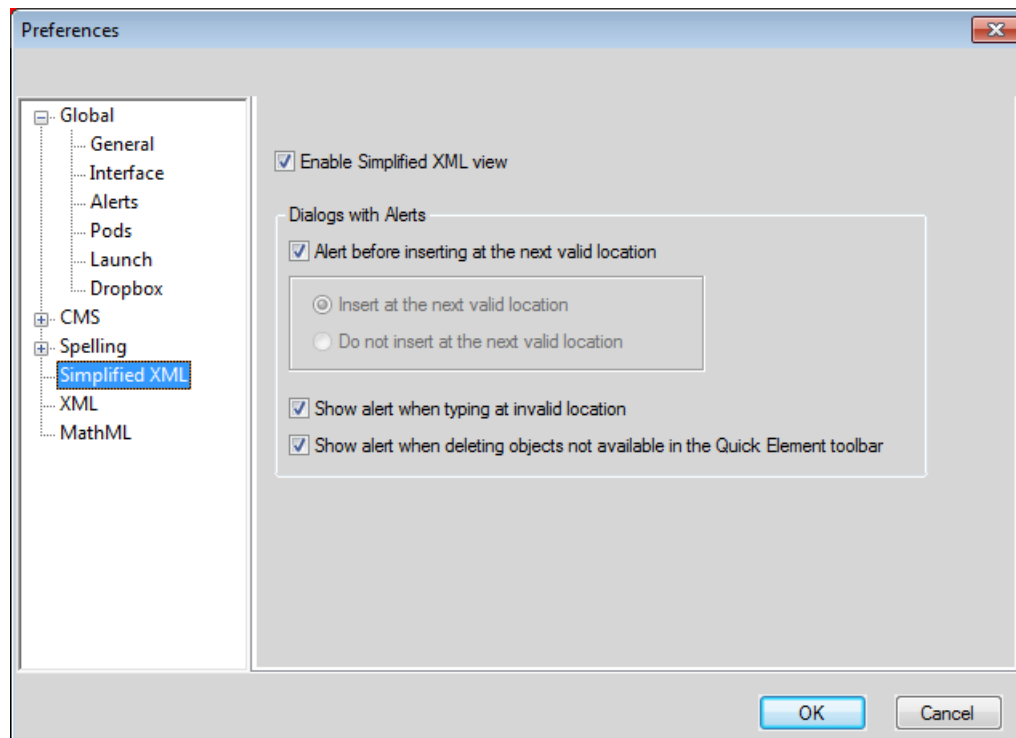 Preferences
Global
General
Interface
Alerts
Pods
Launch
Dropbox
CMS
Spelling
Simplified XML
XML
MathML
Enable Simplified XML view
Dialogs with Alerts
Alert before inserting at the next valid location
Insert at the next valid location
Do not insert at the next valid location
Show alert when typing at invalid location
Show alert when deleting objects not available in the Quick Element toolbar
OK
Cancel